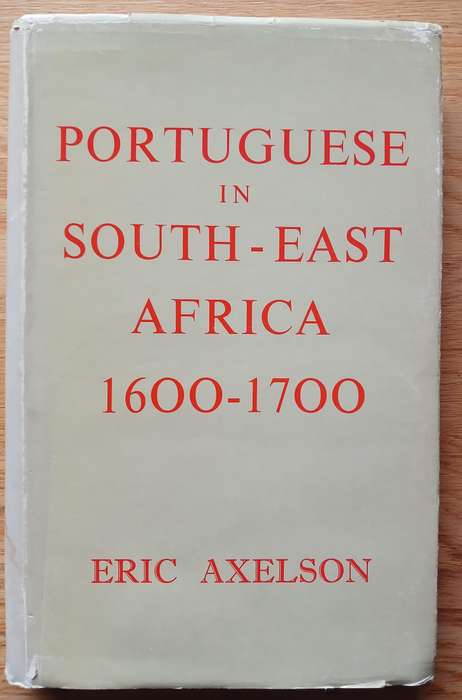 PORTUGUESE
IN
SOUTH-EAST
AFRICA
1600-1700
ERIC AXELSON